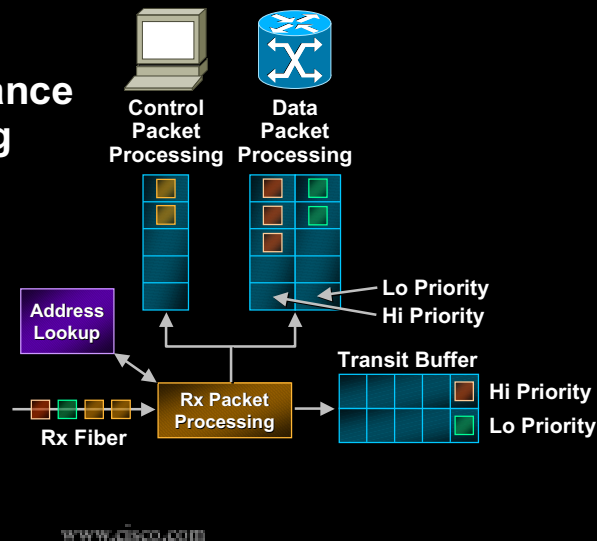 Control
Packet
Processing
Data
Packet
Processing
Lo Priority
Hi Priority
Address
Lookup
Transit Buffer
Rx Packet
Processing
Hi Priority
Lo Priority
Rx Fiber
www.cisco.com